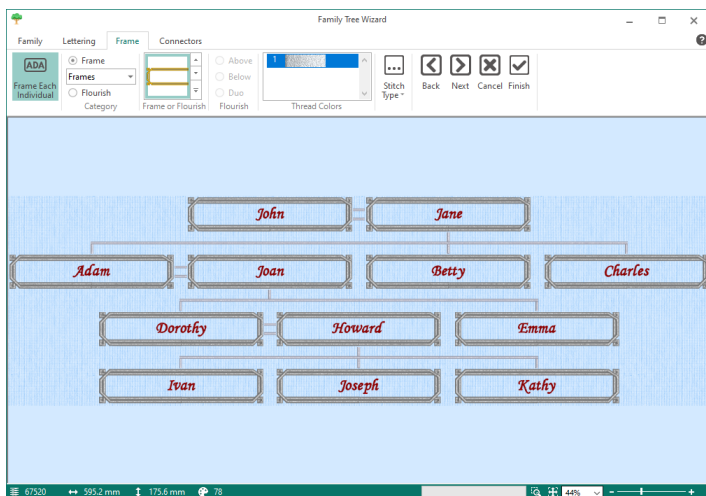 Family Tree Wizard
Family Lettering Frame Connectors
ADA
Frame Each
Individual
Frame
Frames
Flourish
Category
Frame or Flourish
Above
Below
Duo
Flourish
1
Thread Colors
Stitch
Type
Back Next Cancel Finish
John Jane
Adam Joan Betty Charles
Dorothy Howard Emma
Ivan Joseph Kathy
67520 595.2 mm 175.6 mm 78 44%